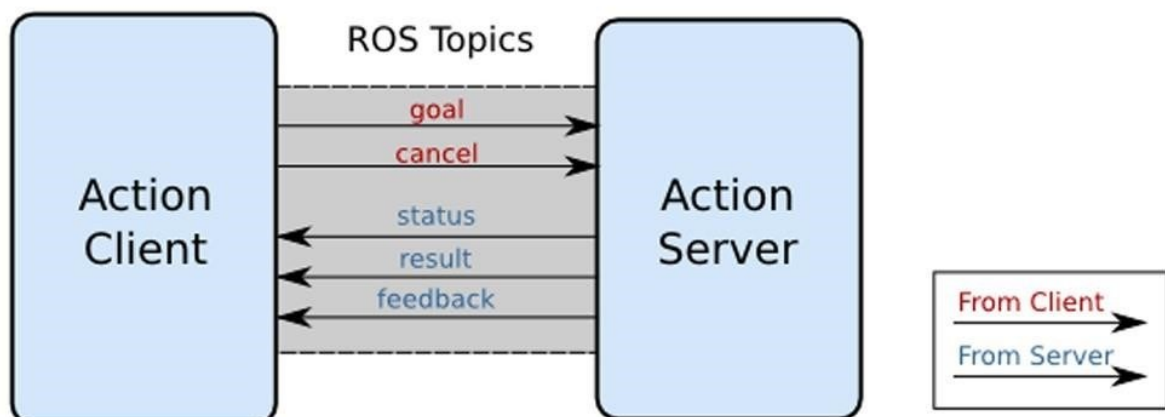 ROS Topics
Action
Client
goal
cancel
status
result
feedback
Action
Server
From Client
From Server